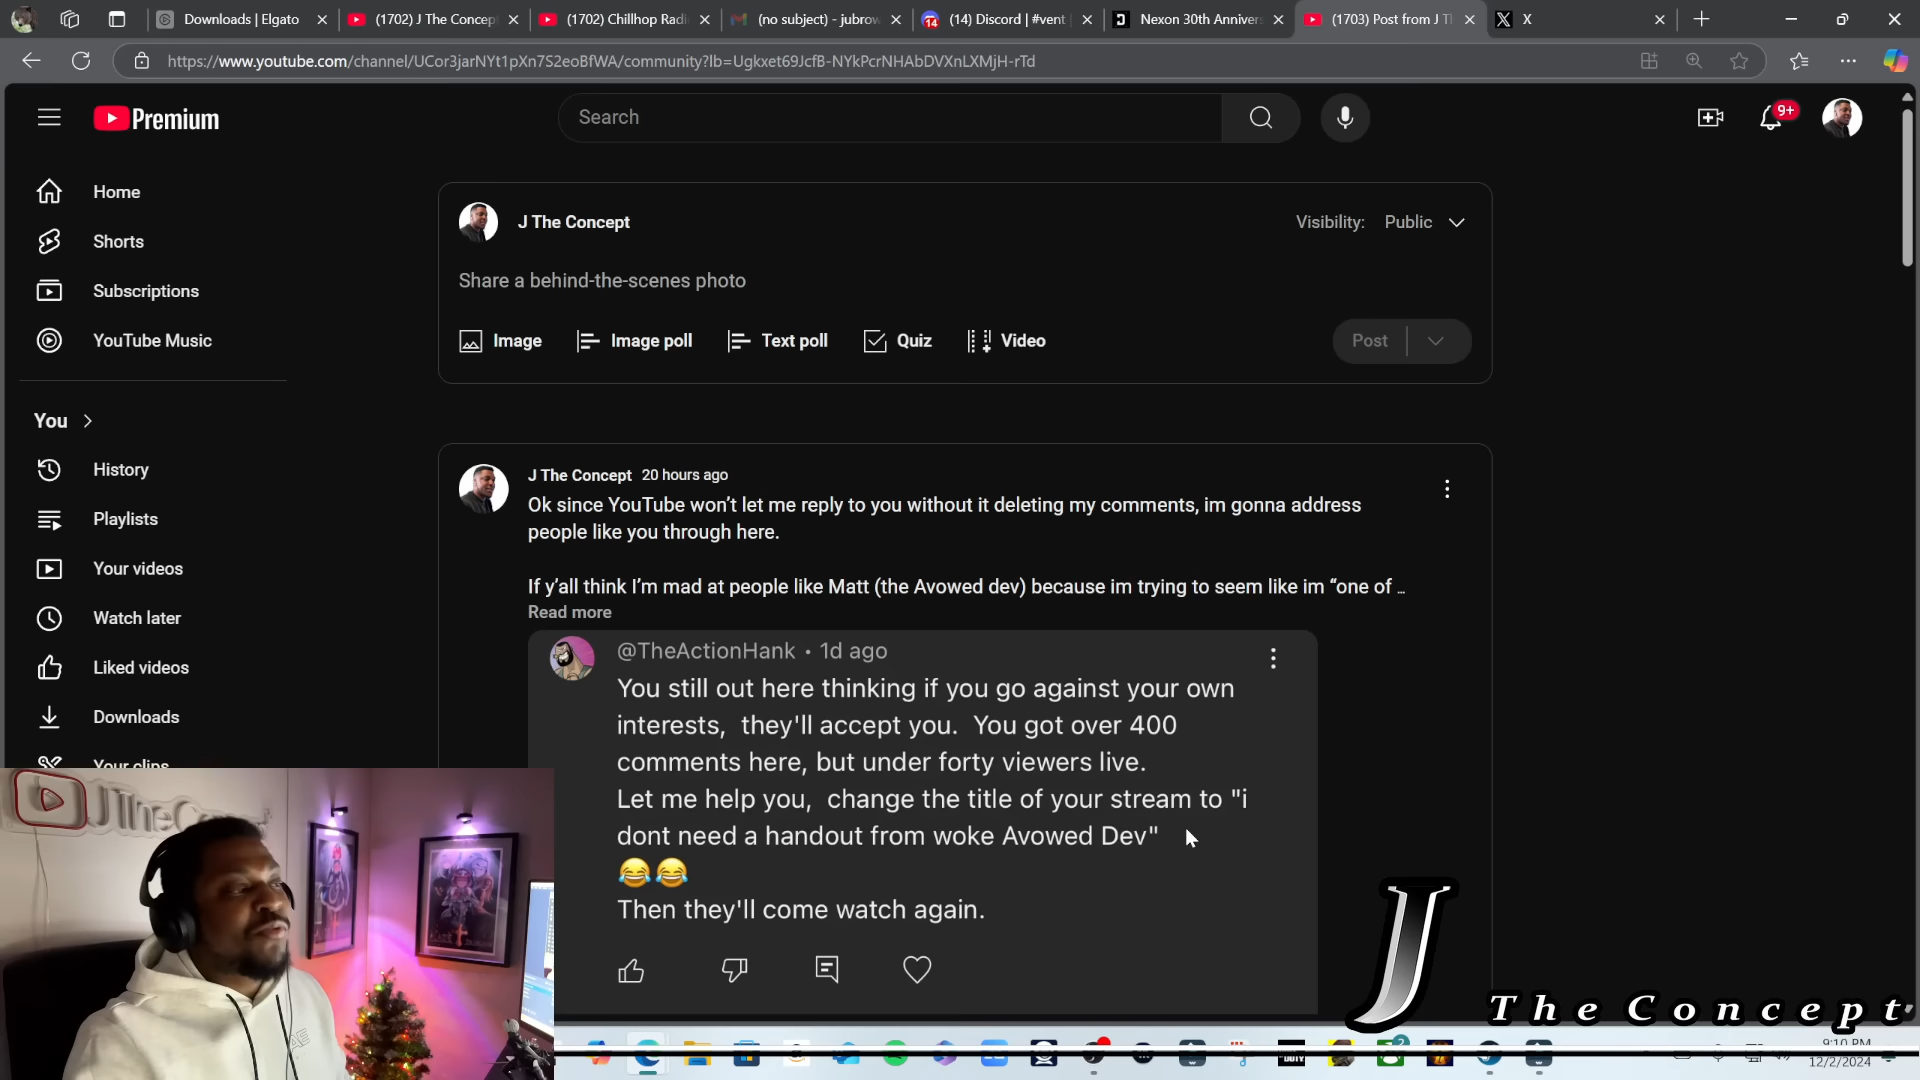 Downloads | Elgato
(1702) J The Concept
(1702) Chillhop Radi
(no subject) - jubrow
(14) Discord | #vent
Nexon 30th Annivers
(1703) Post from J Th
X
https://www.youtube.com/channel/UCor3jarNYt1pXn7S2eoBfWA/community?lb=Ugkxet69JcfB-NYkPcrNHAbDVXnLXMjH-rTd
Premium
Search
9+
Home
Shorts
Subscriptions
YouTube Music
You
History
Playlists
Your videos
Watch later
Liked videos
Downloads
Your clips
J The Concept
Visibility: Public
Share a behind-the-scenes photo
Image
Image poll
Text poll
Quiz
Video
Post
J The Concept 20 hours ago
Ok since YouTube won’t let me reply to you without it deleting my comments, im gonna address
people like you through here.
If y’all think I’m mad at people like Matt (the Avowed dev) because im trying to seem like im “one of ...
Read more
@TheActionHank • 1d ago
You still out here thinking if you go against your own
interests, they'll accept you. You got over 400
comments here, but under forty viewers live.
Let me help you, change the title of your stream to "i
dont need a handout from woke Avowed Dev"
😂😂
Then they'll come watch again.
JTheConcept
J The Concept
9:10 PM
12/2/2024